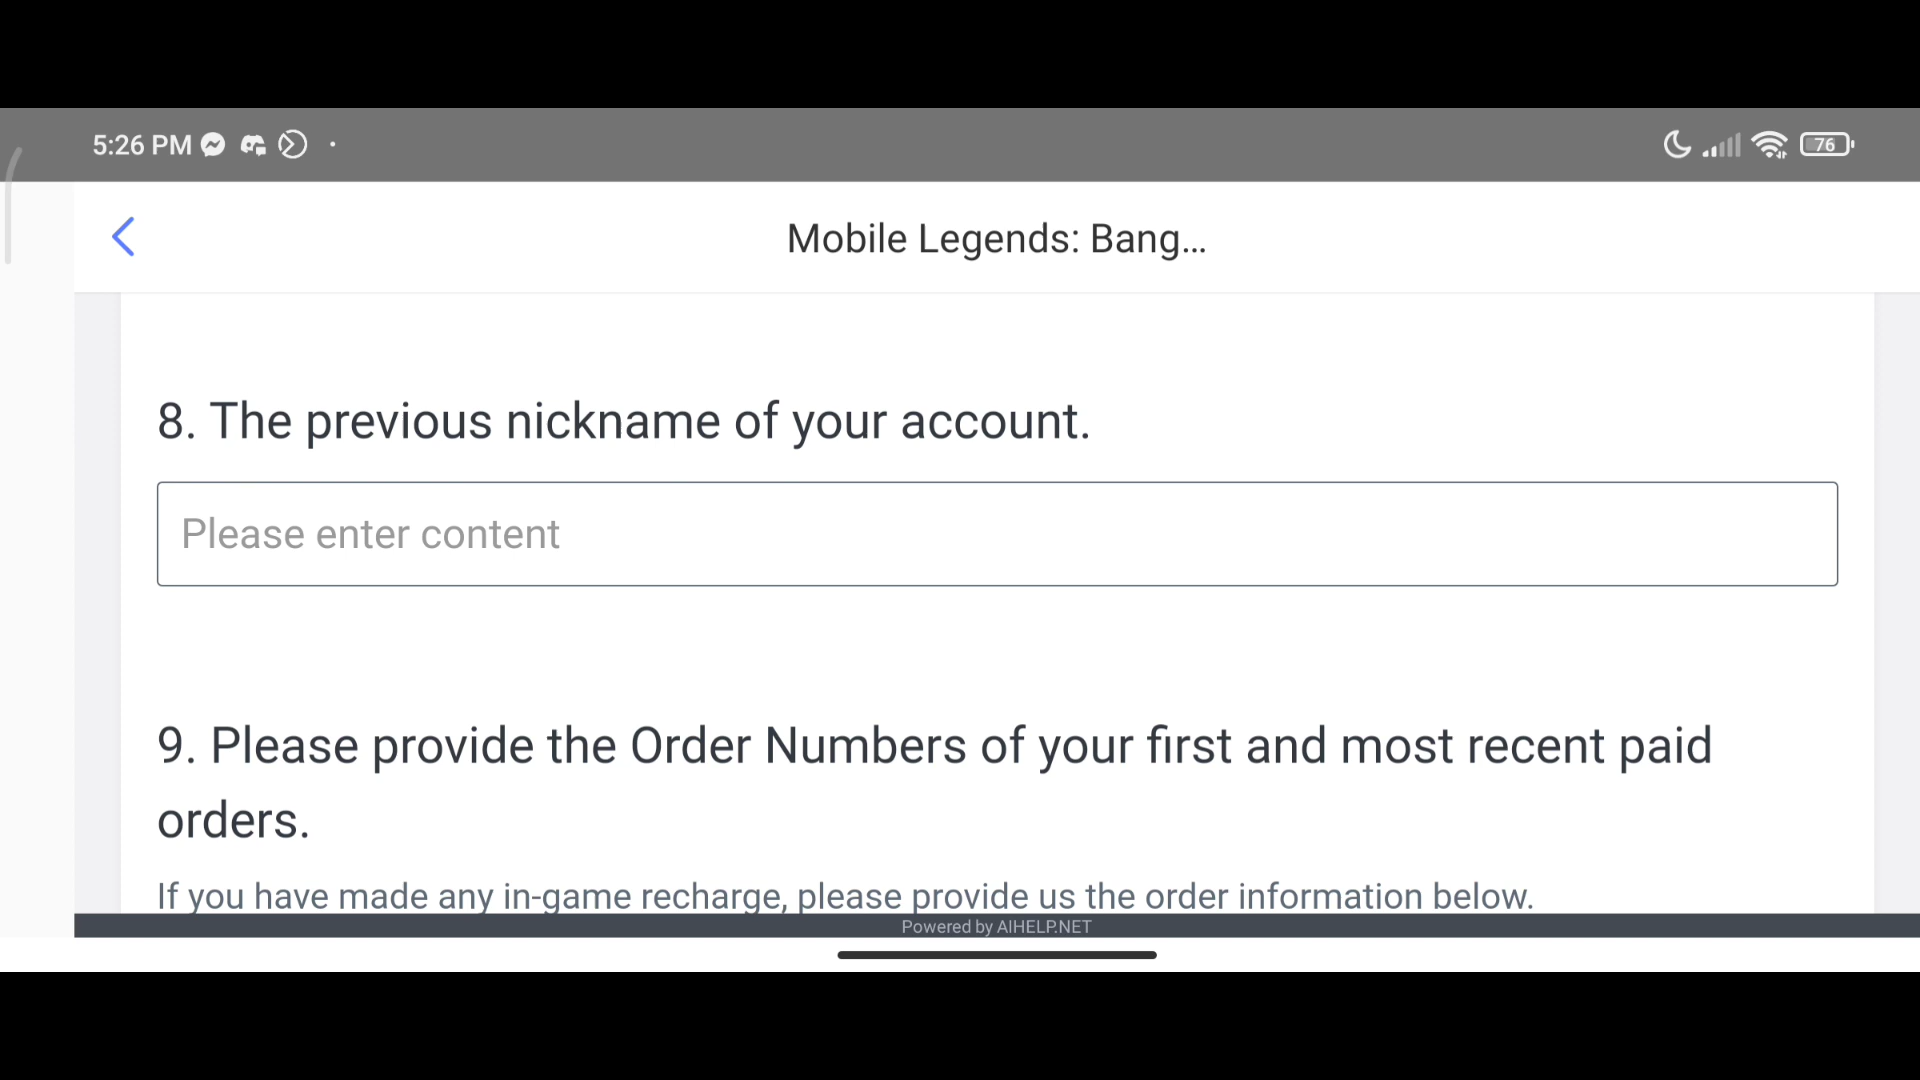 5:26 PM
76
Mobile Legends: Bang...
8. The previous nickname of your account.
Please enter content
9. Please provide the Order Numbers of your first and most recent paid
orders.
If you have made any in-game recharge, please provide us the order information below.
Powered by AIHELP.NET